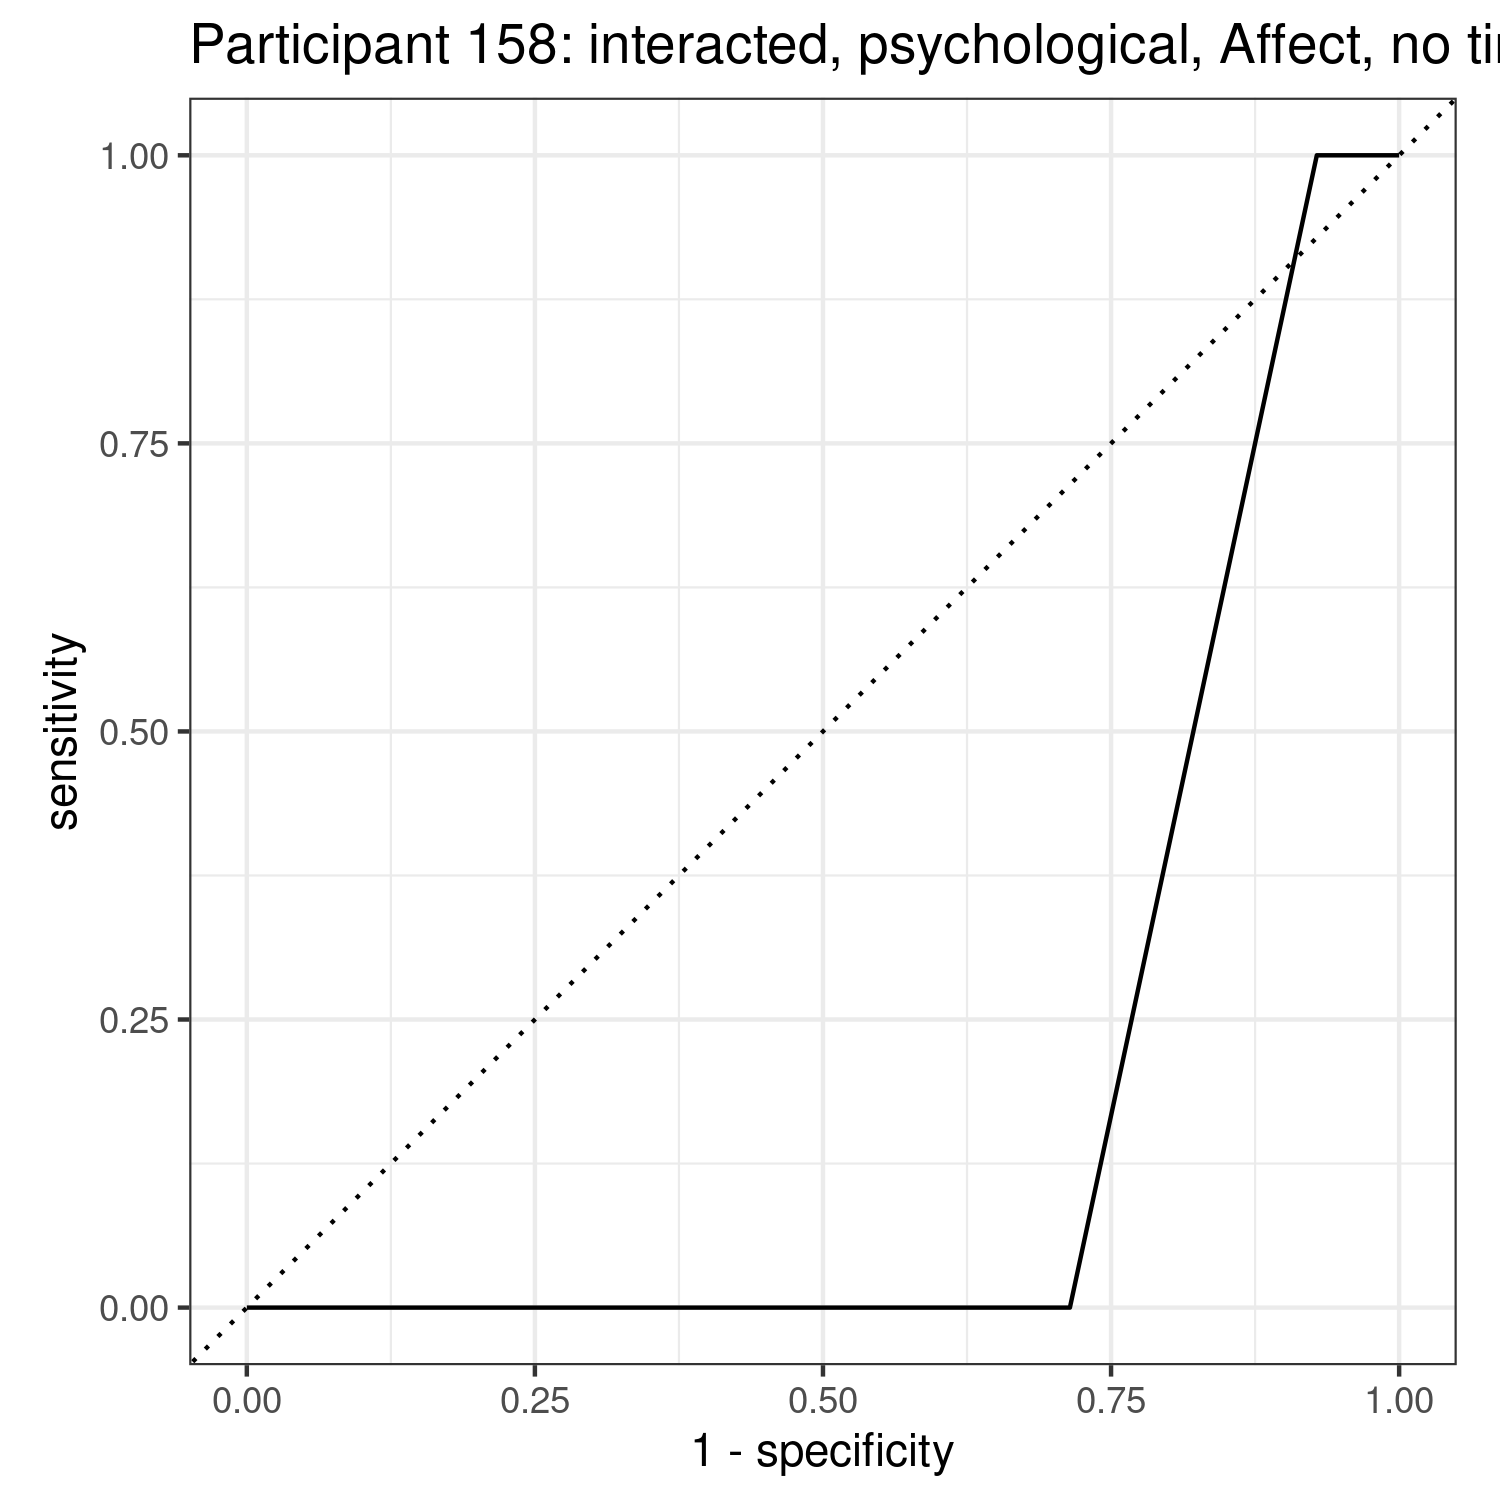 Participant 158: interacted, psychological, Affect, no
1.00
0.75
0.50
0.25
0.00
sensitivity
0.00 0.25 0.50 0.75 1.00
1 - specificity